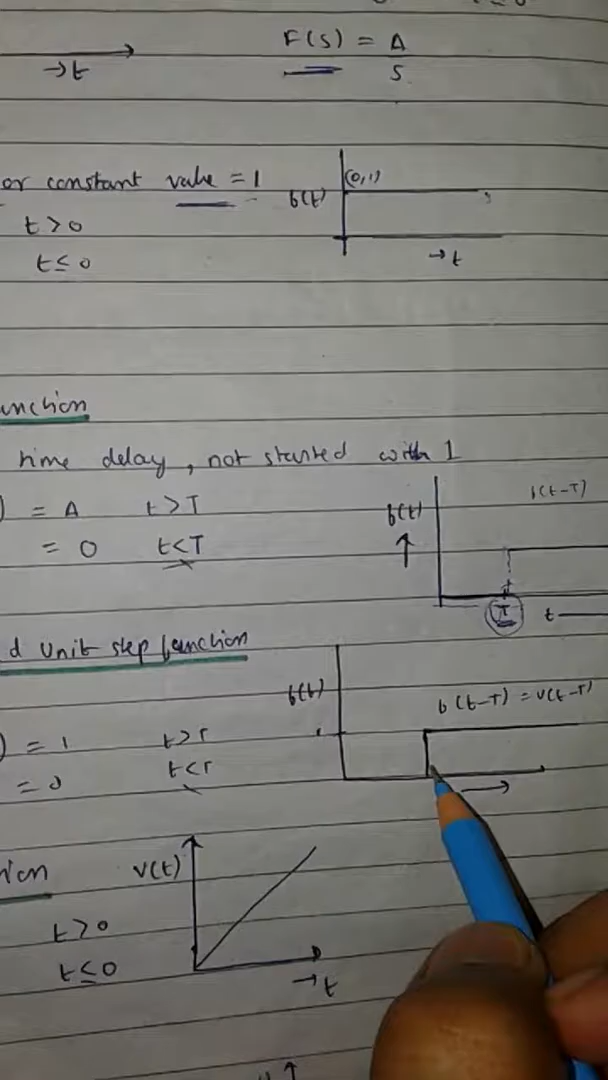 F(S) = A
S
→t
or constant value = 1
(0,1)
f(t)
t > 0
t ≤ 0
→t
unction
time delay, not started with 1
) = A t > T
f(t)
f(t-T)
= 0 t < T
T
t
d Unit step function
f(t)
f(t-T) = u(t-T)
) = 1 t > T
= 0 t < T
V(t)
t > 0
t ≤ 0
→t